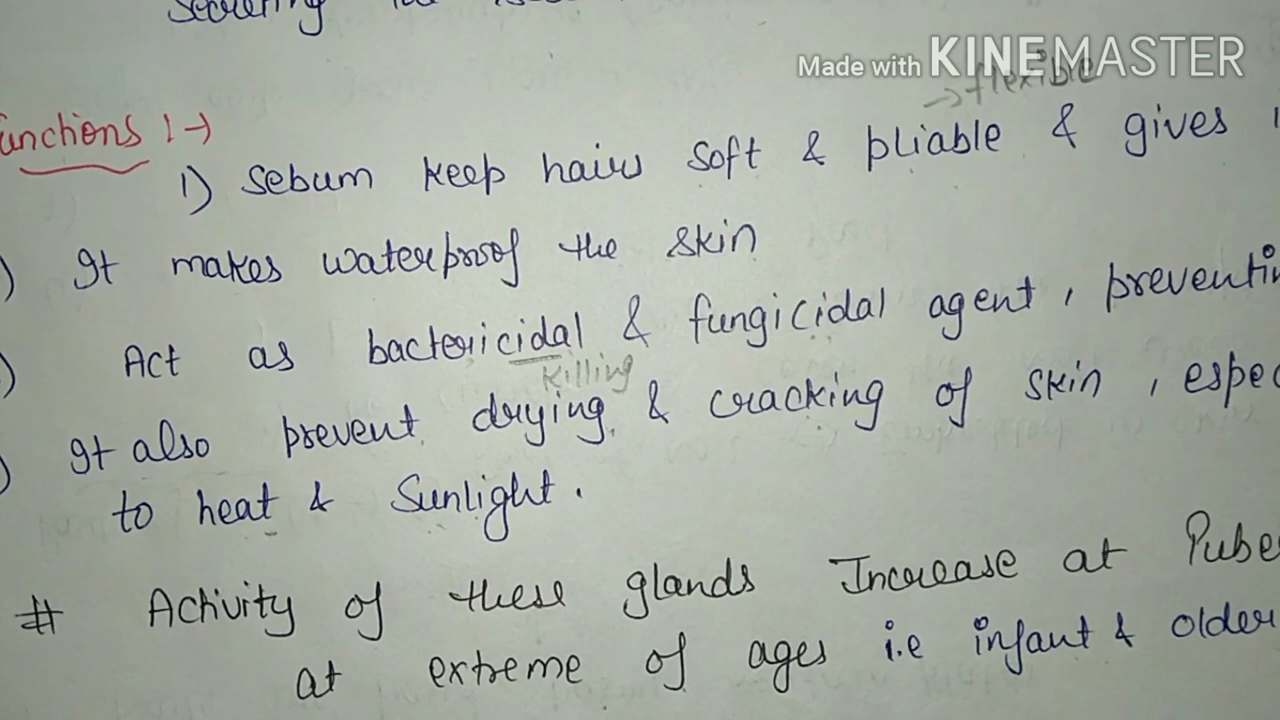 Made with KINEMASTER
→ flexible
unctions :→
1) Sebum keep hairs soft & pliable & gives
) It makes waterproof the skin
) Act as bactericidal & fungicidal agent, preventin
killing
) It also prevent drying & cracking of skin, espec
to heat & Sunlight.
# Activity of these glands Increase at Pube
at extreme of ages i.e infant & older